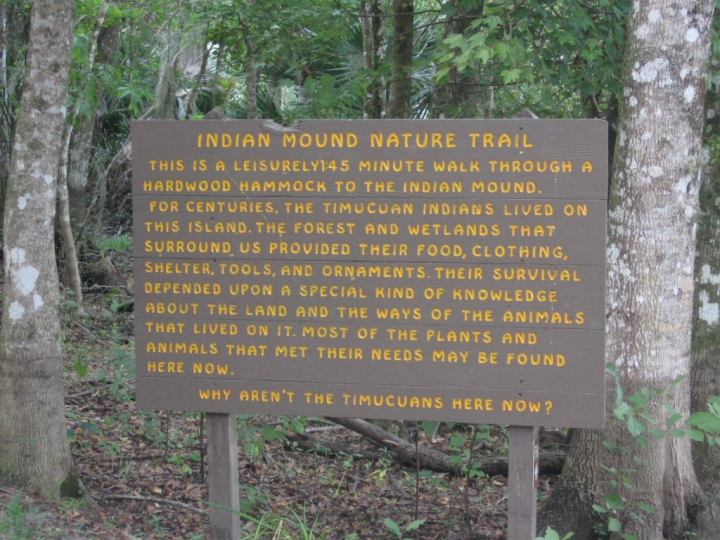 INDIAN MOUND NATURE TRAIL
THIS IS A LEISURELY 45 MINUTE WALK THROUGH A
HARDWOOD HAMMOCK TO THE INDIAN MOUND.
FOR CENTURIES, THE TIMUCUAN INDIANS LIVED ON
THIS ISLAND. THE FOREST AND WETLANDS THAT
SURROUND US PROVIDED THEIR FOOD, CLOTHING,
SHELTER, TOOLS, AND ORNAMENTS. THEIR SURVIVAL
DEPENDED UPON A SPECIAL KIND OF KNOWLEDGE
ABOUT THE LAND AND THE WAYS OF THE ANIMALS
THAT LIVED ON IT. MOST OF THE PLANTS AND
ANIMALS THAT MET THEIR NEEDS MAY BE FOUND
HERE NOW.
WHY AREN'T THE TIMUCUANS HERE NOW?